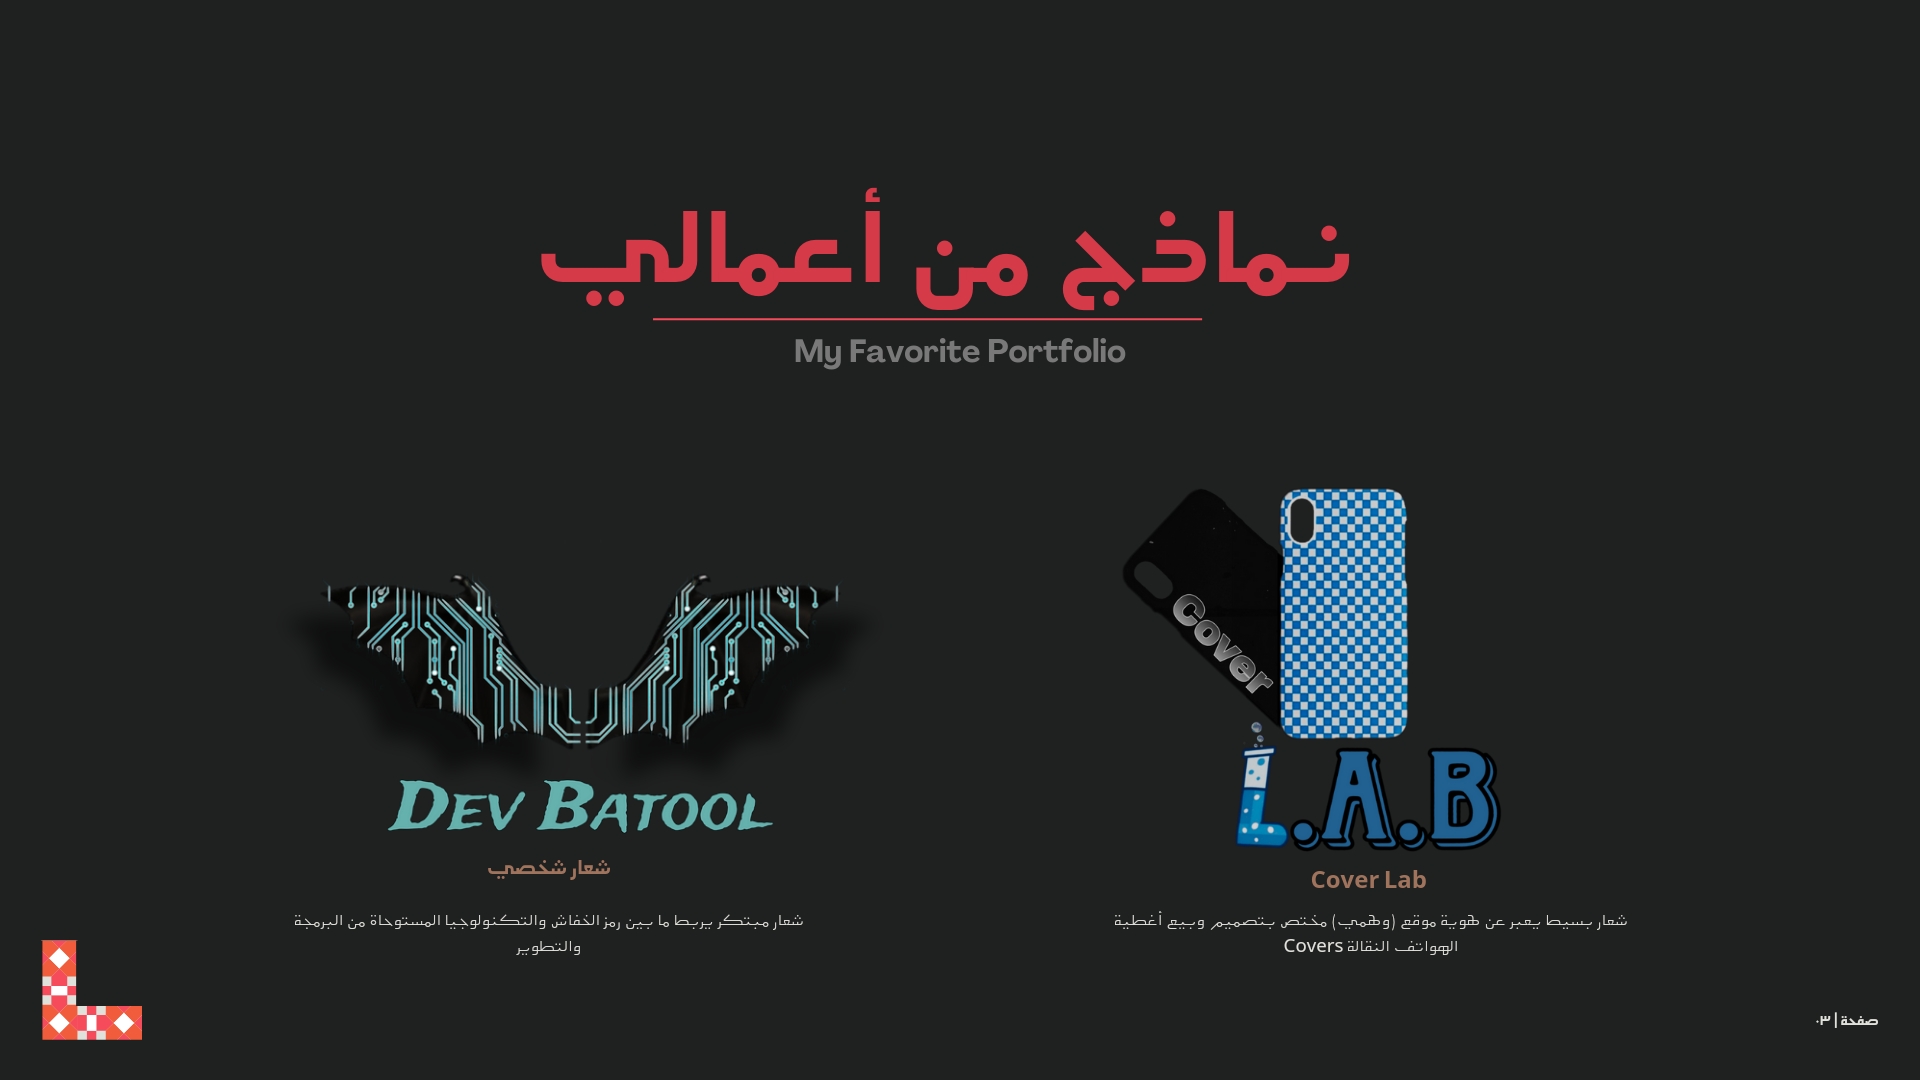 نماذج من أعمالي
My Favorite Portfolio
Cover
L.A.B
Cover Lab
شعار بسيط يعبر عن هوية موقع (وهمي) مختص بتصميم وبيع أغطية
الهواتف النقالة Covers
DEV BATOOL
شعار شخصي
شعار مبتكر يربط ما بين رمز الخفاش والتكنولوجيا المستوحاة من البرمجة
والتطوير
صفحة | ٠٣